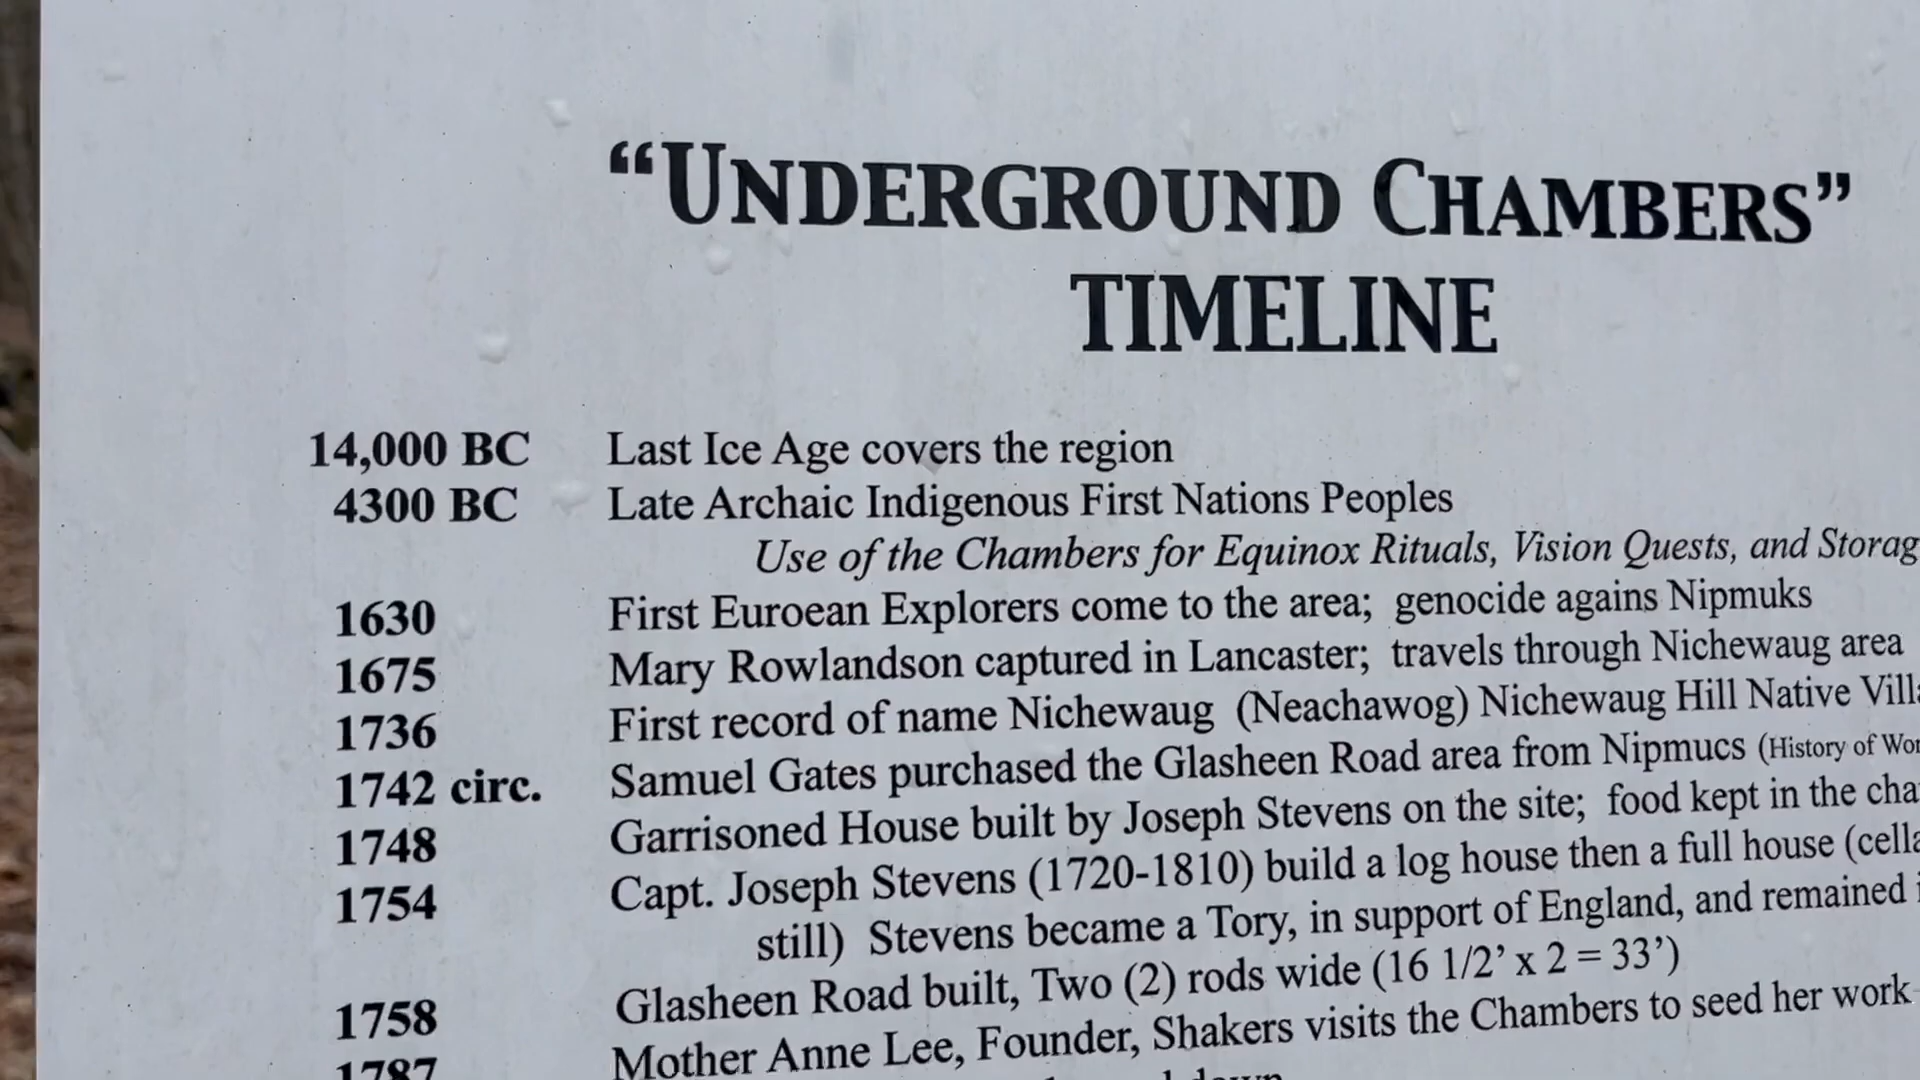 “UNDERGROUND CHAMBERS”
TIMELINE
14,000 BC Last Ice Age covers the region
4300 BC Late Archaic Indigenous First Nations Peoples
Use of the Chambers for Equinox Rituals, Vision Quests, and Storag
1630 First Euroean Explorers come to the area; genocide agains Nipmuks
1675 Mary Rowlandson captured in Lancaster; travels through Nichewaug area
1736 First record of name Nichewaug (Neachawog) Nichewaug Hill Native Vill
1742 circ. Samuel Gates purchased the Glasheen Road area from Nipmucs (History of Wor
1748 Garrisoned House built by Joseph Stevens on the site; food kept in the cha
1754 Capt. Joseph Stevens (1720-1810) build a log house then a full house (cella
still) Stevens became a Tory, in support of England, and remained i
1758 Glasheen Road built, Two (2) rods wide (16 1/2’ x 2 = 33’)
1787 Mother Anne Lee, Founder, Shakers visits the Chambers to seed her work